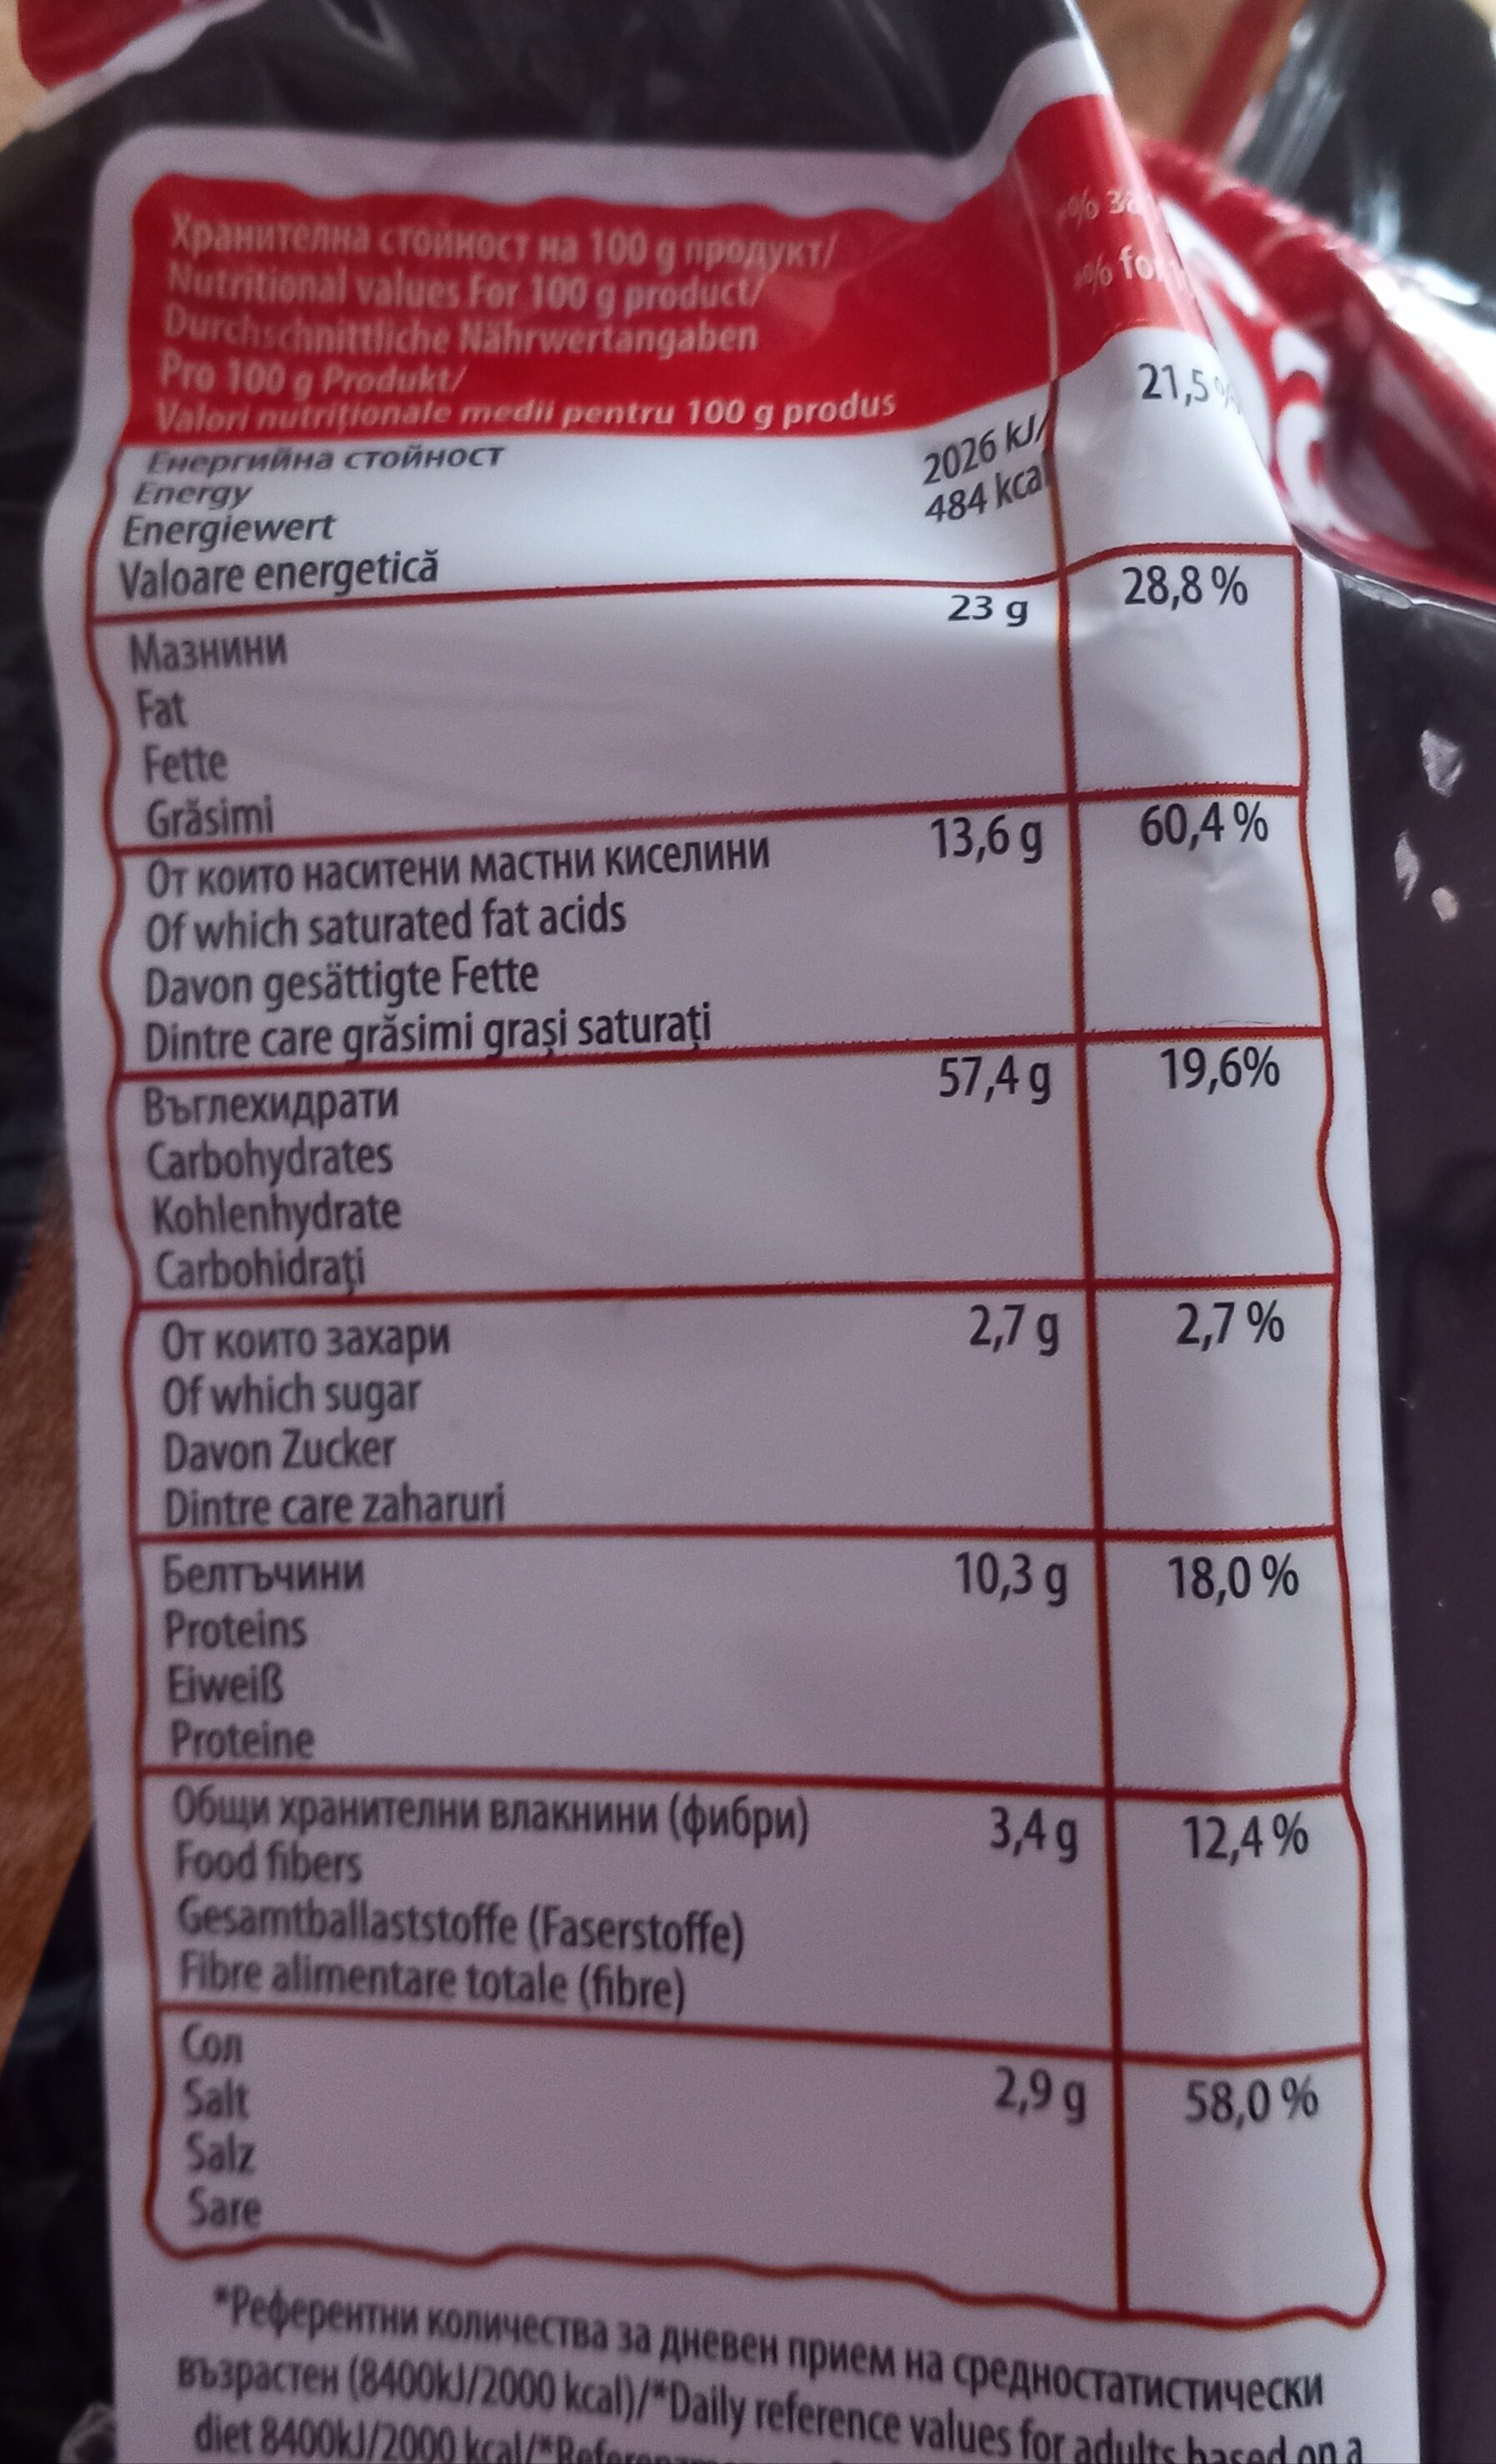 Хранителна стойност на 100 g продукт/
Nutritional values For 100 g product/
Durchschnittliche Nährwertangaben
Pro 100 g Produkt/
Valori nutriționale medii pentru 100 g produs
% за
% for
Енергийна стойност
Energy
Energiewert
Valoare energetică
2026 kJ/
484 kcal
21,5 %
Мазнини
Fat
Fette
Grăsimi
23 g
28,8 %
От които наситени мастни киселини
Of which saturated fat acids
Davon gesättigte Fette
Dintre care grăsimi grași saturați
13,6 g
60,4 %
Въглехидрати
Carbohydrates
Kohlenhydrate
Carbohidrați
57,4 g
19,6%
От които захари
Of which sugar
Davon Zucker
Dintre care zaharuri
2,7 g
2,7 %
Белтъчини
Proteins
Eiweiß
Proteine
10,3 g
18,0 %
Общи хранителни влакнини (фибри)
Food fibers
Gesamtballaststoffe (Faserstoffe)
Fibre alimentare totale (fibre)
3,4 g
12,4 %
Сол
Salt
Salz
Sare
2,9 g
58,0 %
*Референтни количества за дневен прием на средностатистически
възрастен (8400kJ/2000 kcal)/*Daily reference values for adults based on a
diet 8400kJ/2000 kcal/